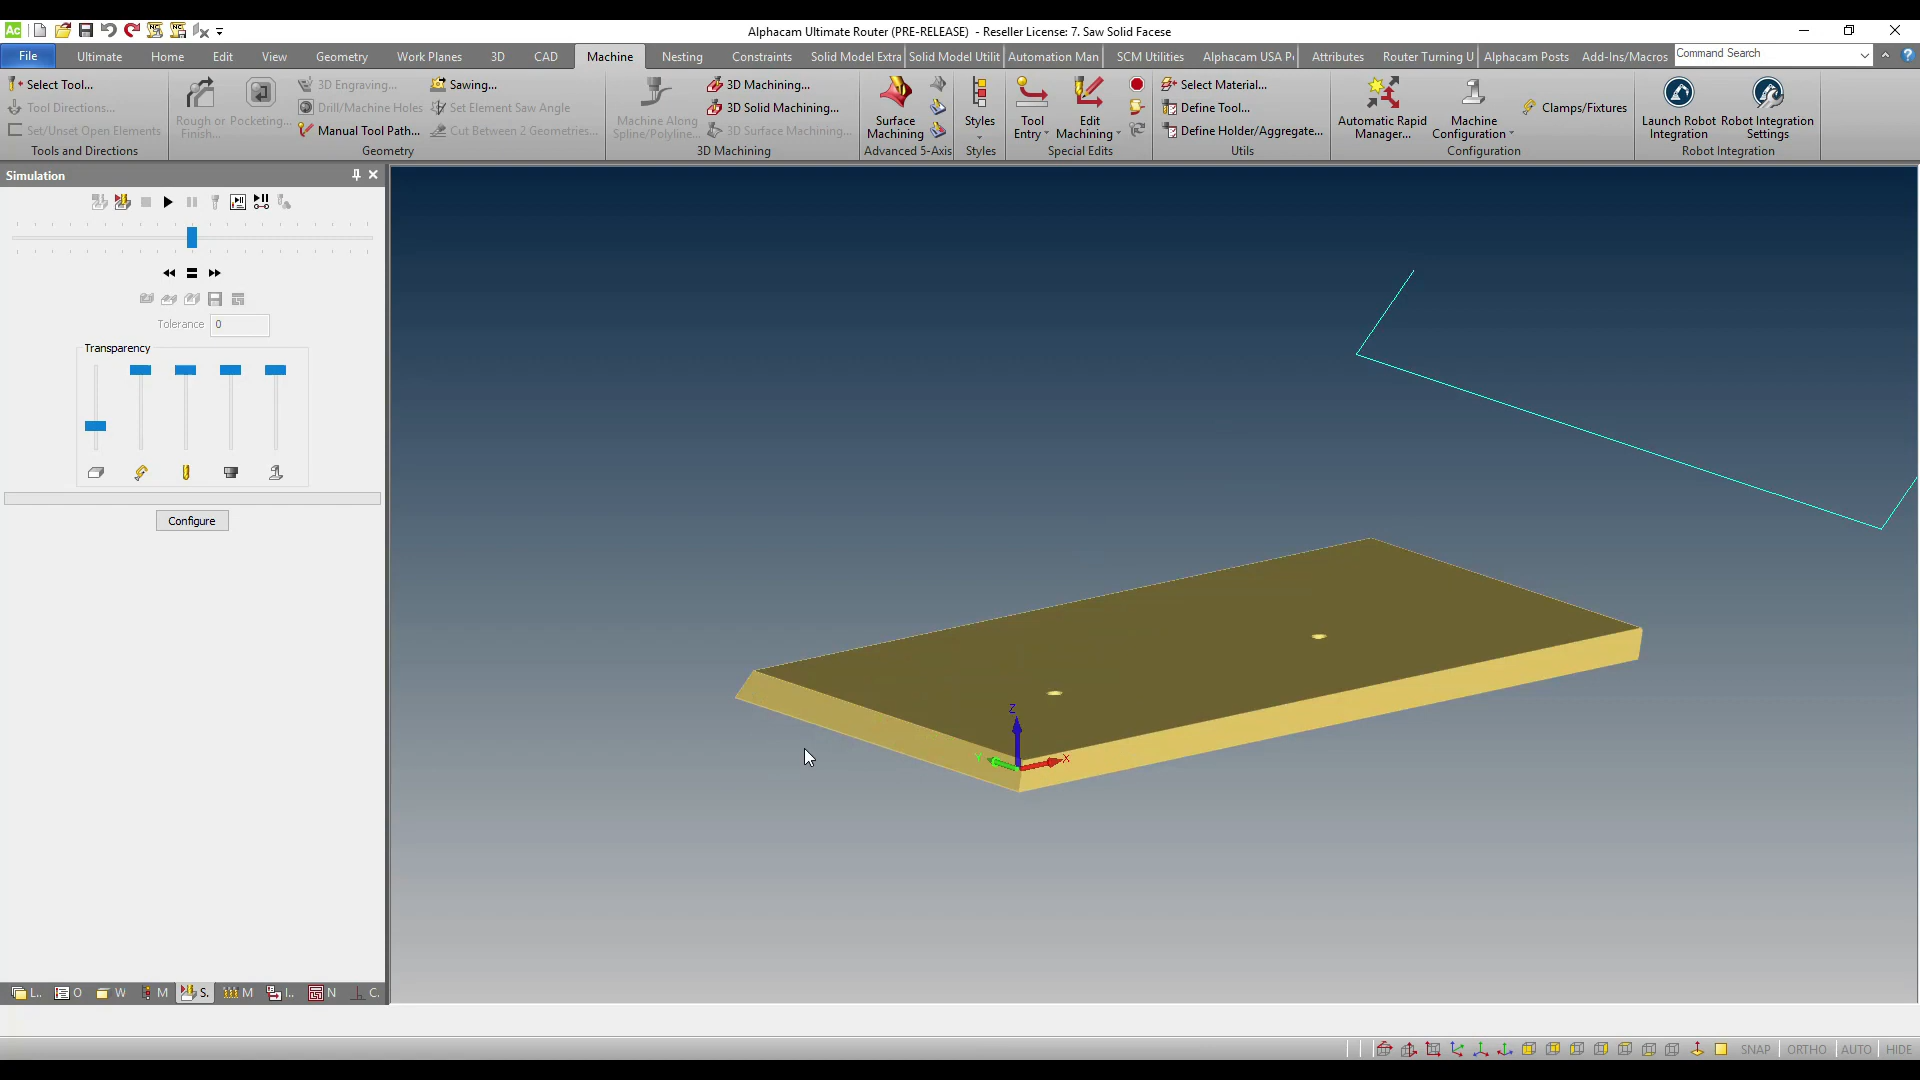 Ac
Alphacam Ultimate Router (PRE-RELEASE) - Reseller License: 7. Saw Solid Facese
File Ultimate Home Edit View Geometry Work Planes 3D CAD Machine Nesting Constraints Solid Model Extra Solid Model Utilit Automation Man SCM Utilities Alphacam USA P Attributes Router Turning U Alphacam Posts Add-Ins/Macros Command Search
Select Tool...
Tool Directions...
Set/Unset Open Elements
Tools and Directions
Rough or
Finish...
Pocketing...
3D Engraving...
Drill/Machine Holes
Manual Tool Path...
Sawing...
Set Element Saw Angle
Cut Between 2 Geometries...
Geometry
Machine Along
Spline/Polyline...
3D Machining...
3D Solid Machining...
3D Surface Machining...
3D Machining
Surface
Machining
Advanced 5-Axis
Styles
Styles
Tool
Entry
Edit
Machining
Special Edits
Select Material...
Define Tool...
Define Holder/Aggregate...
Utils
Automatic Rapid
Manager...
Machine
Configuration
Clamps/Fixtures
Configuration
Launch Robot
Integration
Robot Integration
Settings
Robot Integration
Simulation
Tolerance 0
Transparency
Configure
Z
Y
X
L.. O W M S. M I.. N C.
SNAP ORTHO AUTO HIDE